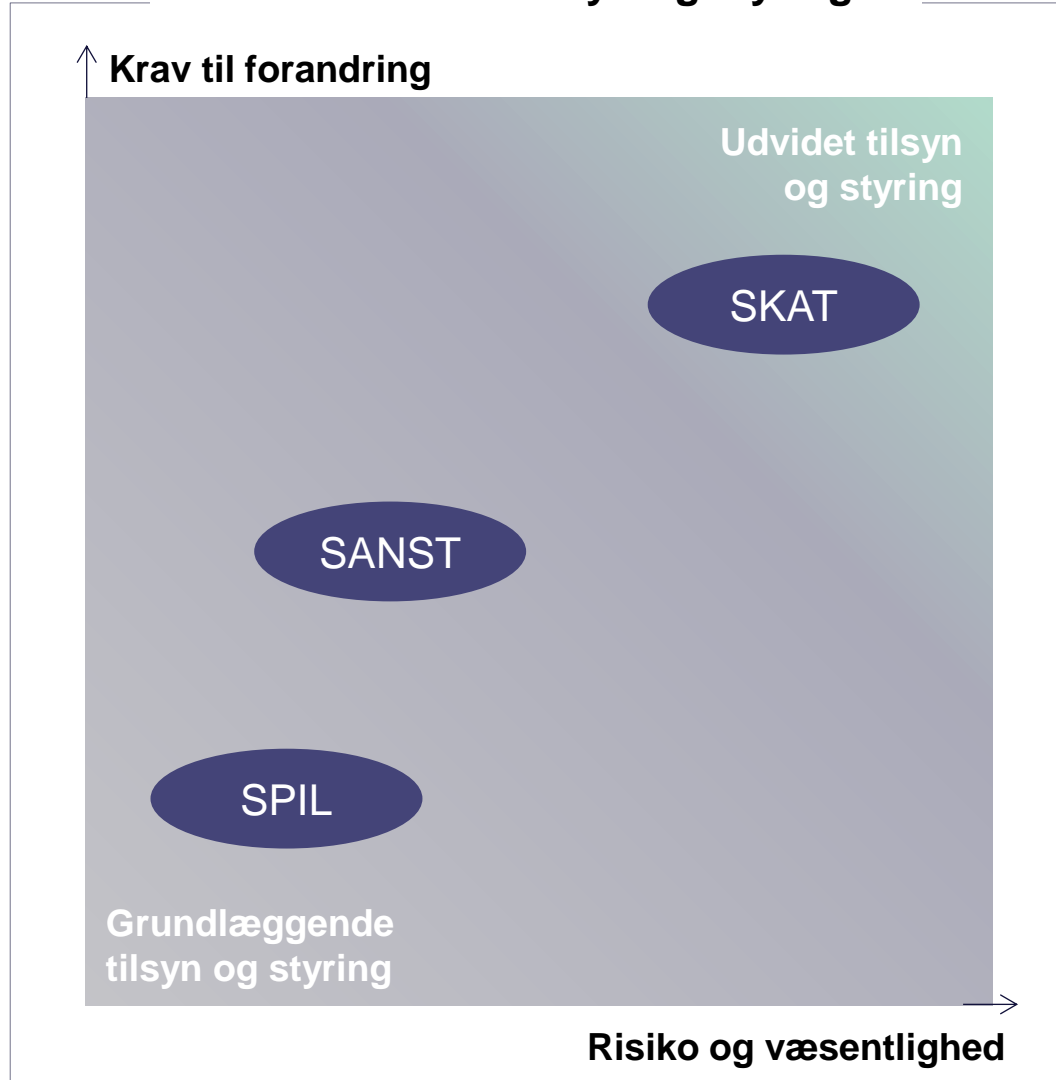 Krav til forandring
Udvidet tilsyn
og styring
SKAT
SANST
SPIL
Grundlæggende
tilsyn og styring
Risiko og væsentlighed